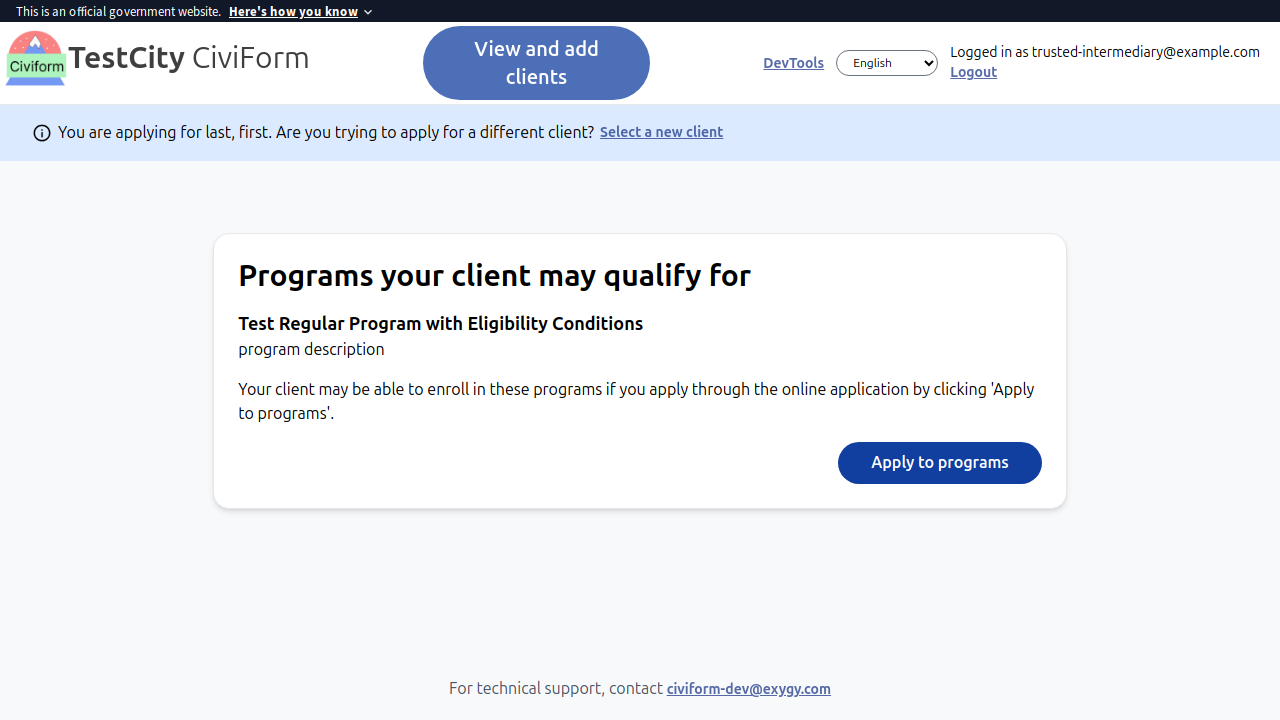 This is an official government website. Here's how you know
Civiform
TestCity CiviForm
View and add
clients
DevTools
English
Logged in as trusted-intermediary@example.com
Logout
You are applying for last, first. Are you trying to apply for a different client? Select a new client
Programs your client may qualify for
Test Regular Program with Eligibility Conditions
program description
Your client may be able to enroll in these programs if you apply through the online application by clicking 'Apply
to programs'.
Apply to programs
For technical support, contact civiform-dev@exygy.com